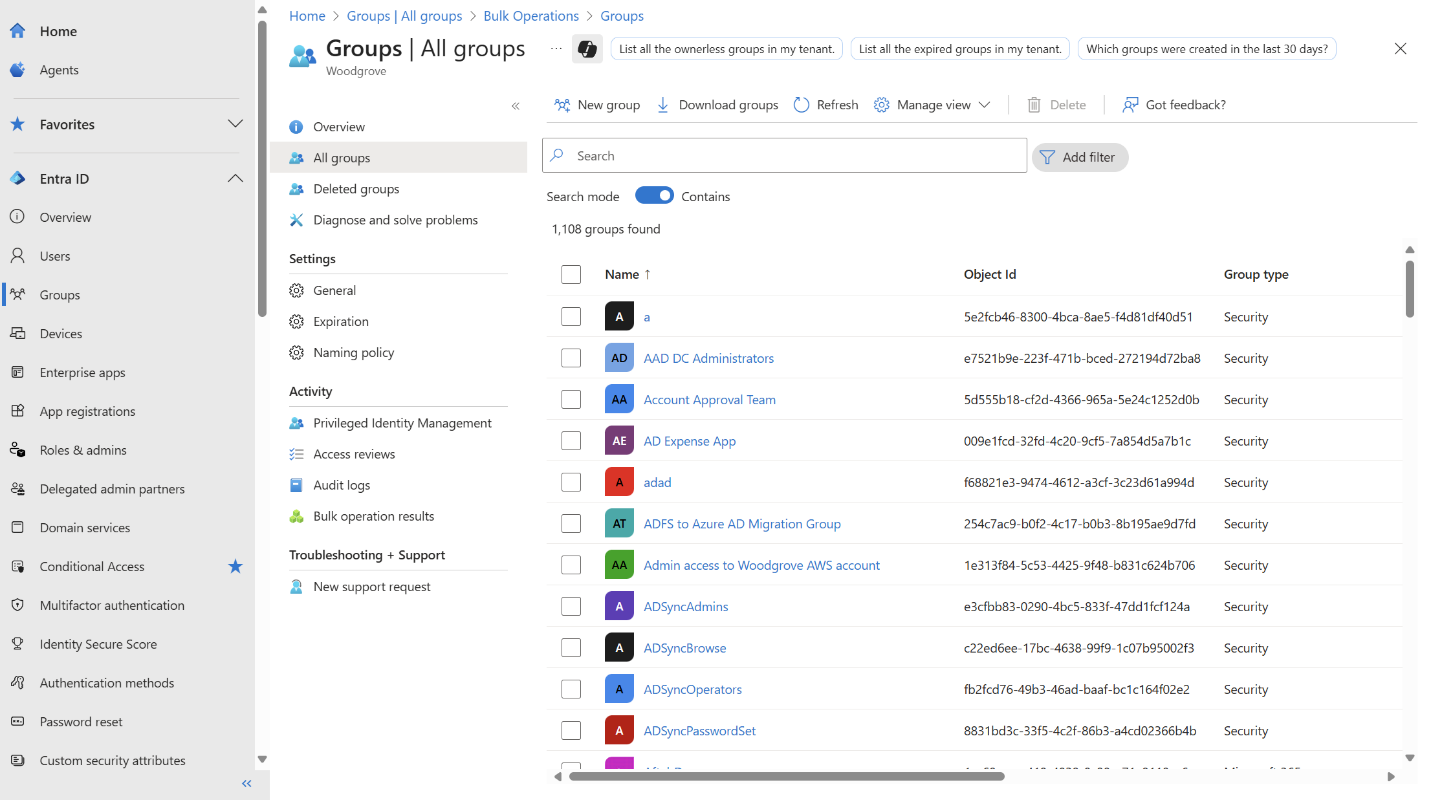 Home
Agents
Favorites
Entra ID
Overview
Users
Groups
Devices
Enterprise apps
App registrations
Roles & admins
Delegated admin partners
Domain services
Conditional Access
Multifactor authentication
Identity Secure Score
Authentication methods
Password reset
Custom security attributes
Home > Groups | All groups > Bulk Operations > Groups
Groups | All groups
Woodgrove
List all the ownerless groups in my tenant. List all the expired groups in my tenant. Which groups were created in the last 30 days?
Overview
All groups
Deleted groups
Diagnose and solve problems
Settings
General
Expiration
Naming policy
Activity
Privileged Identity Management
Access reviews
Audit logs
Bulk operation results
Troubleshooting + Support
New support request
New group Download groups Refresh Manage view Delete Got feedback?
Search Add filter
Search mode Contains
1,108 groups found
Name ↑ Object Id Group type
A a 5e2fcb46-8300-4bca-8ae5-f4d81df40d51 Security
AD AAD DC Administrators e7521b9e-223f-471b-bced-272194d72ba8 Security
AA Account Approval Team 5d555b18-cf2d-4366-965a-5e24c1252d0b Security
AE AD Expense App 009e1fcd-32fd-4c20-9cf5-7a854d5a7b1c Security
A adad f68821e3-9474-4612-a3cf-3c23d61a994d Security
AT ADFS to Azure AD Migration Group 254c7ac9-b0f2-4c17-b0b3-8b195ae9d7fd Security
AA Admin access to Woodgrove AWS account 1e313f84-5c53-4425-9f48-b831c624b706 Security
A ADSyncAdmins e3cfbb83-0290-4bc5-833f-47dd1fcf124a Security
A ADSyncBrowse c22ed6ee-17bc-4638-99f9-1c07b95002f3 Security
A ADSyncOperators fb2fcd76-49b3-46ad-baaf-bc1c164f02e2 Security
A ADSyncPasswordSet 8831bd3c-33f5-4c2f-86b3-a4cd02366b4b Security